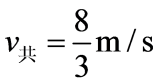 v共 = 8/3 m/s